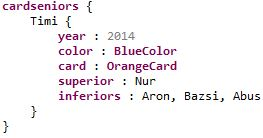 cardseniors {
Timi {
year : 2014
color : BlueColor
card : OrangeCard
superior : Nur
inferiors : Aron, Bazsi, Abus
}
}